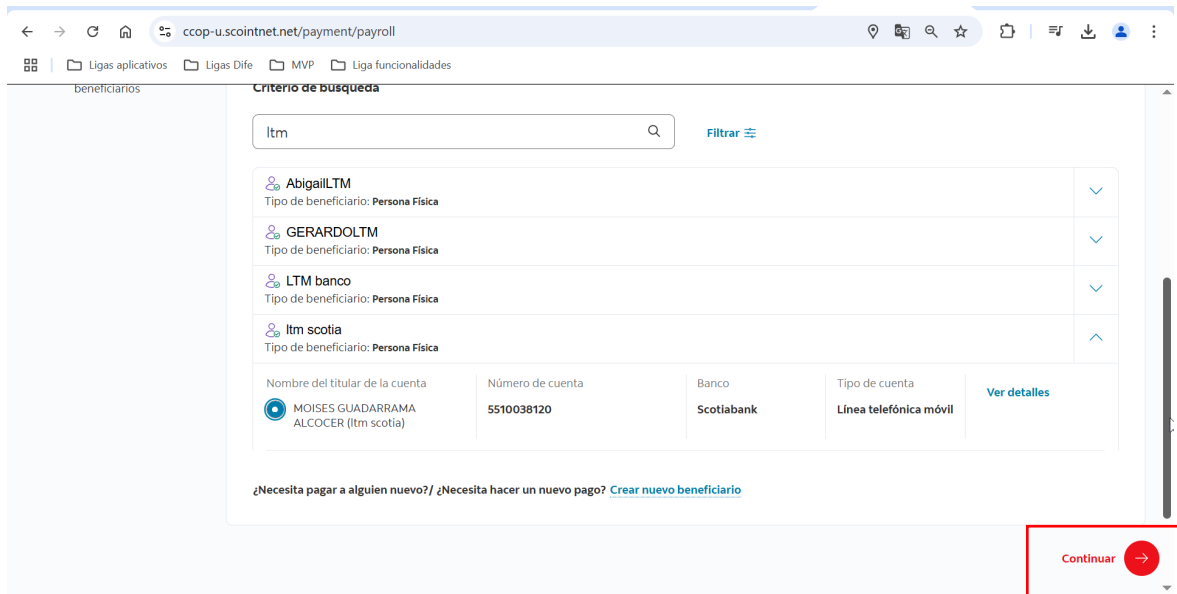 ccop-u.scointnet.net/payment/payroll
Ligas aplicativos
Ligas Dife
MVP
Liga funcionalidades
beneficiarios
Criterio de búsqueda
ltm
Filtrar
AbigailLTM
Tipo de beneficiario: Persona Física
GERARDOLTM
Tipo de beneficiario: Persona Física
LTM banco
Tipo de beneficiario: Persona Física
ltm scotia
Tipo de beneficiario: Persona Física
Nombre del titular de la cuenta
Número de cuenta
Banco
Tipo de cuenta
Ver detalles
MOISES GUADARRAMA
ALCOCER (ltm scotia)
5510038120
Scotiabank
Línea telefónica móvil
¿Necesita pagar a alguien nuevo?/ ¿Necesita hacer un nuevo pago? Crear nuevo beneficiario
Continuar